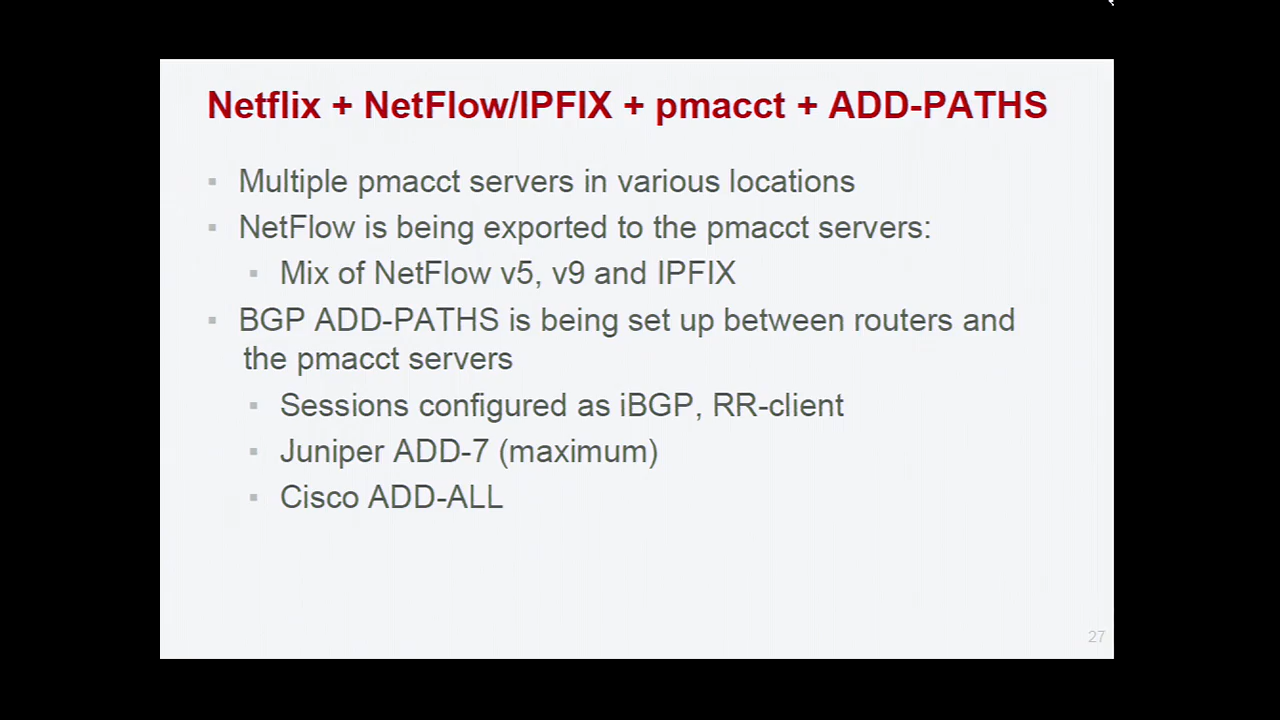 Netflix + NetFlow/IPFIX + pmacct + ADD-PATHS
▪ Multiple pmacct servers in various locations
▪ NetFlow is being exported to the pmacct servers:
▪ Mix of NetFlow v5, v9 and IPFIX
▪ BGP ADD-PATHS is being set up between routers and
the pmacct servers
▪ Sessions configured as iBGP, RR-client
▪ Juniper ADD-7 (maximum)
▪ Cisco ADD-ALL
27